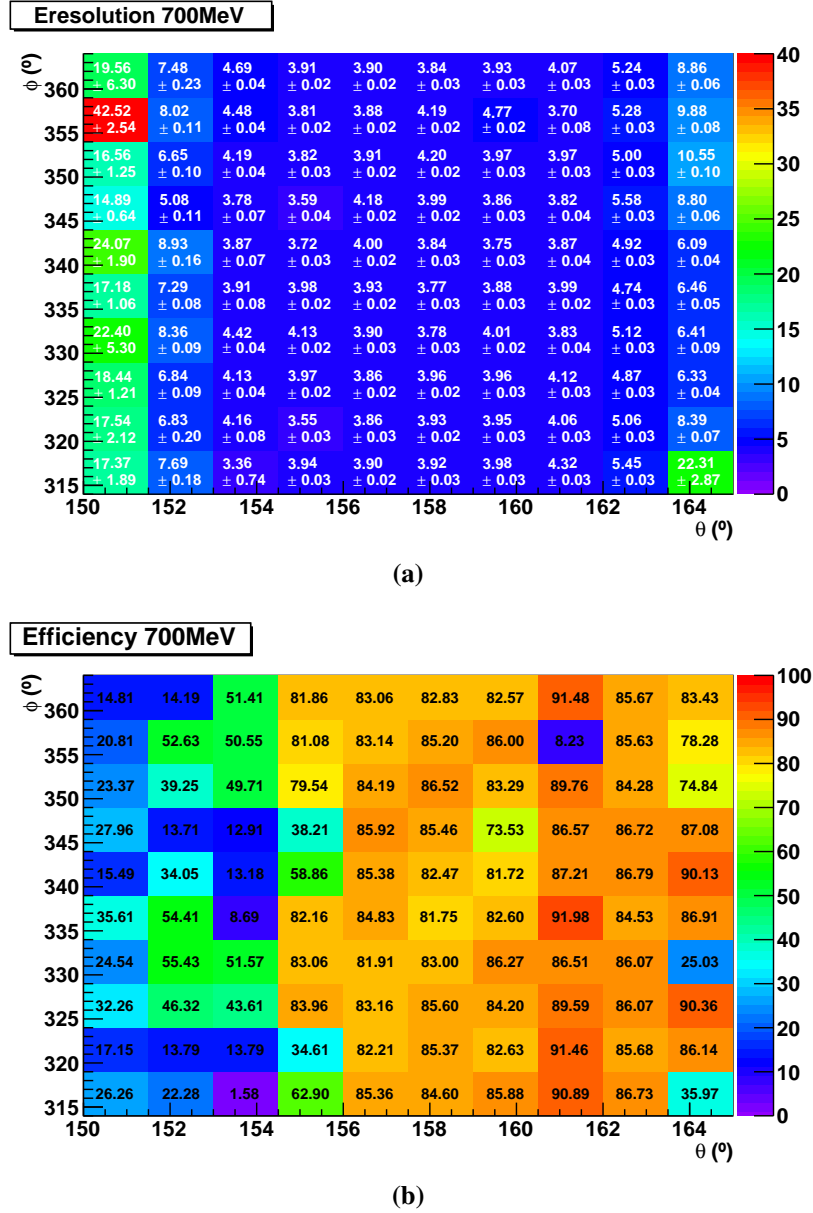 Eresolution 700MeV
φ (º)
19.56 7.48 4.69 3.91 3.90 3.84 3.93 4.07 5.24 8.86
± 6.30 ± 0.23 ± 0.04 ± 0.02 ± 0.02 ± 0.03 ± 0.03 ± 0.03 ± 0.03 ± 0.06
42.52 8.02 4.48 3.81 3.88 4.19 4.77 3.70 5.28 9.88
± 2.54 ± 0.11 ± 0.04 ± 0.02 ± 0.02 ± 0.02 ± 0.02 ± 0.08 ± 0.03 ± 0.08
16.56 6.65 4.19 3.82 3.91 4.20 3.97 3.97 5.00 10.55
± 1.25 ± 0.10 ± 0.04 ± 0.03 ± 0.02 ± 0.02 ± 0.03 ± 0.03 ± 0.03 ± 0.10
14.89 5.08 3.78 3.59 4.18 3.99 3.86 3.82 5.58 8.80
± 0.64 ± 0.11 ± 0.07 ± 0.04 ± 0.02 ± 0.02 ± 0.03 ± 0.04 ± 0.03 ± 0.06
24.07 8.93 3.87 3.72 4.00 3.84 3.75 3.87 4.92 6.09
± 1.90 ± 0.16 ± 0.07 ± 0.03 ± 0.02 ± 0.03 ± 0.03 ± 0.04 ± 0.03 ± 0.04
17.18 7.29 3.91 3.98 3.93 3.77 3.88 3.99 4.74 6.46
± 1.06 ± 0.08 ± 0.08 ± 0.02 ± 0.02 ± 0.03 ± 0.03 ± 0.02 ± 0.03 ± 0.05
22.40 8.36 4.42 4.13 3.90 3.78 4.01 3.83 5.12 6.41
± 5.30 ± 0.09 ± 0.04 ± 0.02 ± 0.03 ± 0.03 ± 0.02 ± 0.04 ± 0.03 ± 0.09
18.44 6.84 4.13 3.97 3.86 3.96 3.96 4.12 4.87 6.33
± 1.21 ± 0.09 ± 0.04 ± 0.02 ± 0.02 ± 0.02 ± 0.03 ± 0.03 ± 0.03 ± 0.04
17.54 6.83 4.16 3.55 3.86 3.93 3.95 4.06 5.06 8.39
± 2.12 ± 0.20 ± 0.08 ± 0.03 ± 0.03 ± 0.02 ± 0.03 ± 0.03 ± 0.03 ± 0.07
17.37 7.69 3.36 3.94 3.90 3.92 3.98 4.32 5.45 22.31
± 1.89 ± 0.18 ± 0.74 ± 0.03 ± 0.02 ± 0.03 ± 0.03 ± 0.03 ± 0.03 ± 2.87
360
355
350
345
340
335
330
325
320
315
150 152 154 156 158 160 162 164
θ (º)
40
35
30
25
20
15
10
5
0
(a)
Efficiency 700MeV
φ (º)
14.81 14.19 51.41 81.86 83.06 82.83 82.57 91.48 85.67 83.43
20.81 52.63 50.55 81.08 83.14 85.20 86.00 8.23 85.63 78.28
23.37 39.25 49.71 79.54 84.19 86.52 83.29 89.76 84.28 74.84
27.96 13.71 12.91 38.21 85.92 85.46 73.53 86.57 86.72 87.08
15.49 34.05 13.18 58.86 85.38 82.47 81.72 87.21 86.79 90.13
35.61 54.41 8.69 82.16 84.83 81.75 82.60 91.98 84.53 86.91
24.54 55.43 51.57 83.06 81.91 83.00 86.27 86.51 86.07 25.03
32.26 46.32 43.61 83.96 83.16 85.60 84.20 89.59 86.07 90.36
17.15 13.79 13.79 34.61 82.21 85.37 82.63 91.46 85.68 86.14
26.26 22.28 1.58 62.90 85.36 84.60 85.88 90.89 86.73 35.97
360
355
350
345
340
335
330
325
320
315
150 152 154 156 158 160 162 164
θ (º)
100
90
80
70
60
50
40
30
20
10
0
(b)